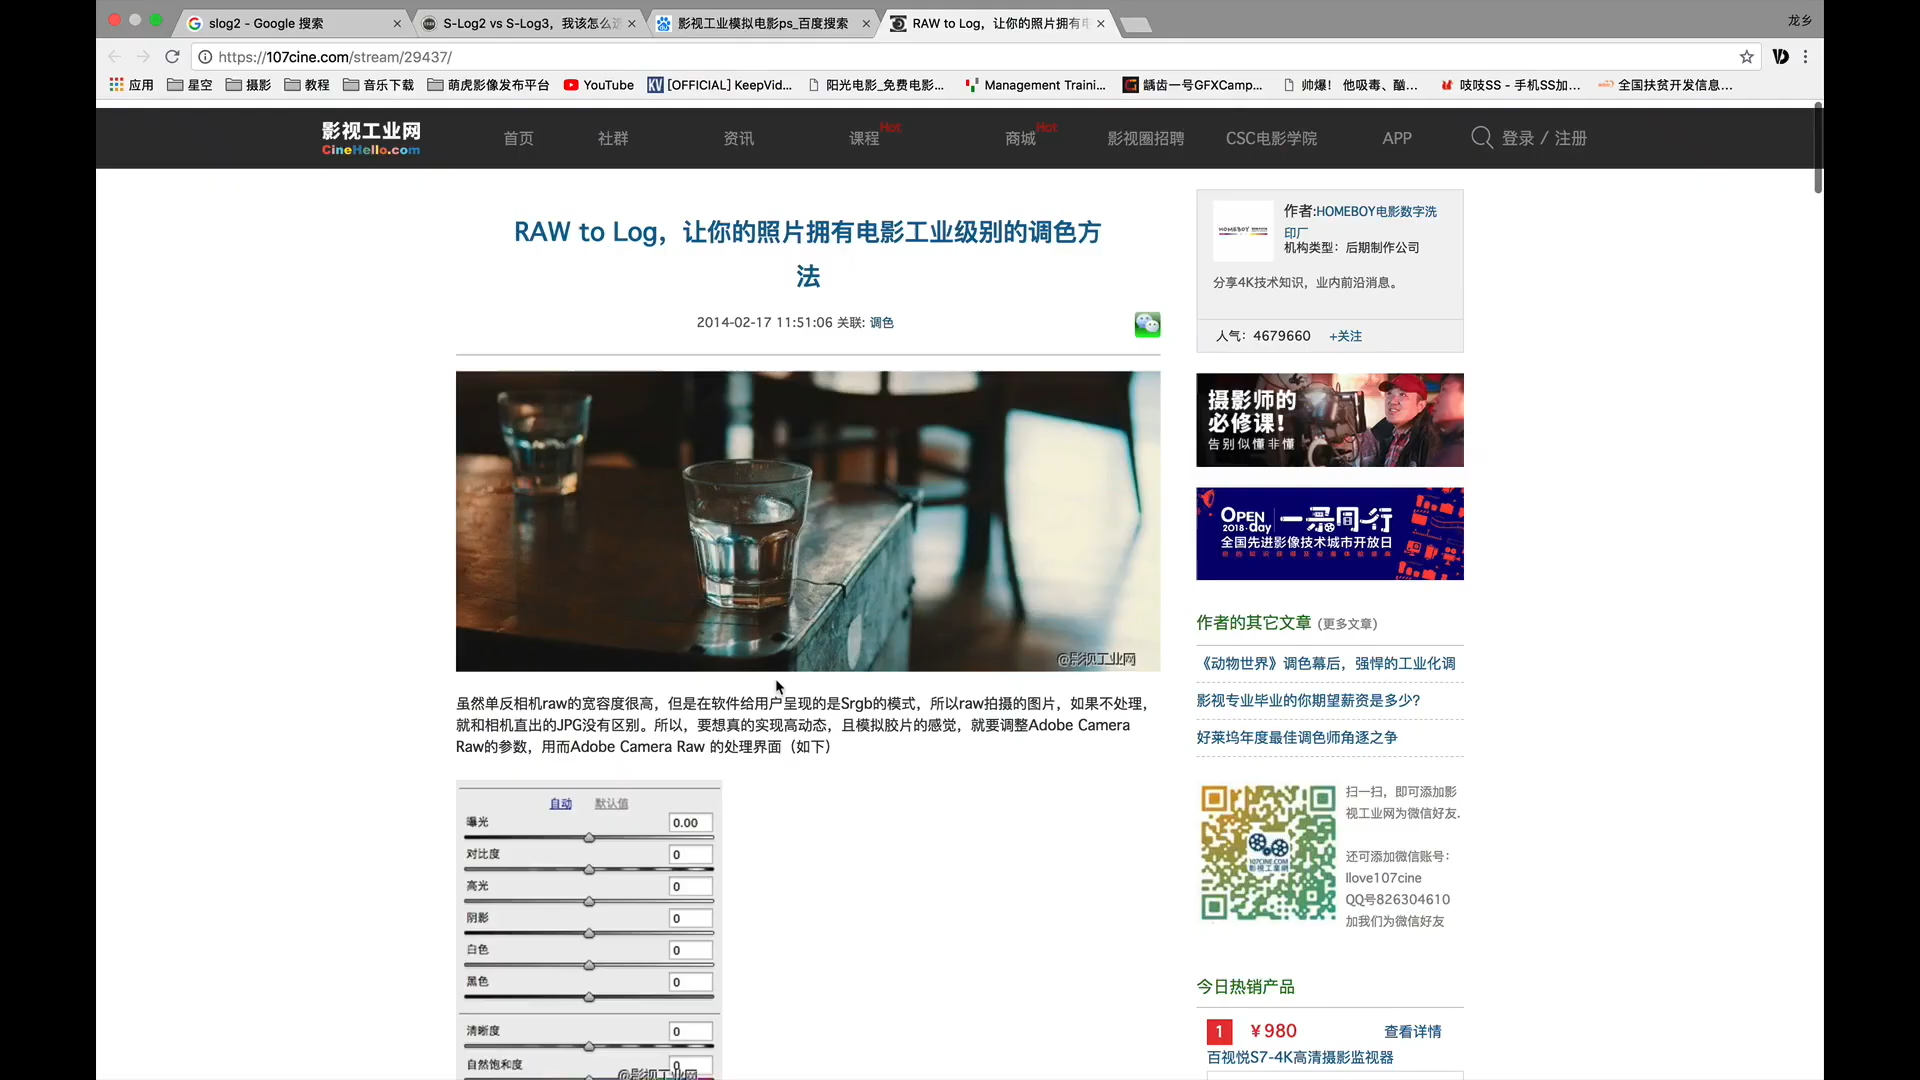 slog2 - Google 搜索
S-Log2 vs S-Log3，我该怎么选
影视工业模拟电影ps_百度搜索
RAW to Log，让你的照片拥有电
龙乡
https://107cine.com/stream/29437/
应用
星空
摄影
教程
音乐下载
萌虎影像发布平台
YouTube
[OFFICIAL] KeepVid...
阳光电影_免费电影...
Management Traini...
龋齿一号GFXCamp...
帅爆！ 他吸毒、酗...
吱吱SS - 手机SS加...
全国扶贫开发信息...
影视工业网
CineHello.com
首页
社群
资讯
课程
Hot
商城
Hot
影视圈招聘
CSC电影学院
APP
登录 / 注册
RAW to Log，让你的照片拥有电影工业级别的调色方
法
2014-02-17 11:51:06 关联: 调色
@影视工业网
虽然单反相机raw的宽容度很高，但是在软件给用户呈现的是Srgb的模式，所以raw拍摄的图片，如果不处理，
就和相机直出的JPG没有区别。所以，要想真的实现高动态，且模拟胶片的感觉，就要调整Adobe Camera
Raw的参数，用而Adobe Camera Raw 的处理界面（如下）
自动 默认值
曝光 0.00
对比度 0
高光 0
阴影 0
白色 0
黑色 0
清晰度 0
自然饱和度 0
@影视工业网
HOMEBOY
作者:HOMEBOY电影数字洗
印厂
机构类型：后期制作公司
分享4K技术知识，业内前沿消息。
人气：4679660 +关注
摄影师的
必修课！
告别似懂非懂
OPEN
2018·day
一录同行
全国先进影像技术城市开放日
作者的其它文章 (更多文章)
《动物世界》调色幕后，强悍的工业化调
影视专业毕业的你期望薪资是多少？
好莱坞年度最佳调色师角逐之争
107CINE.COM
影视工业网
扫一扫，即可添加影
视工业网为微信好友.
还可添加微信账号：
Ilove107cine
QQ号826304610
加我们为微信好友
今日热销产品
1 ￥980 查看详情
百视悦S7-4K高清摄影监视器